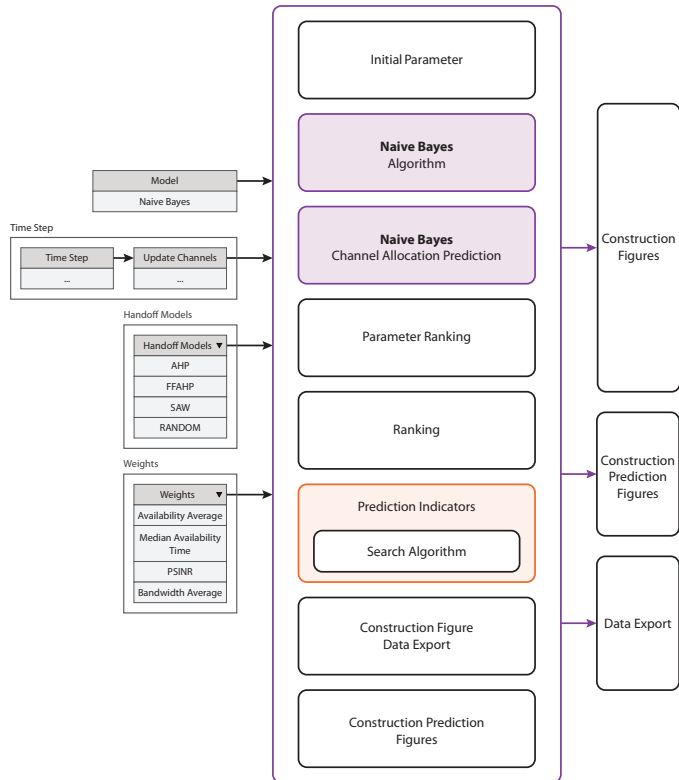 Model
Naive Bayes
Time Step
Time Step
Update Channels
...
...
Handoff Models
Handoff Models
AHP
FFAHP
SAW
RANDOM
Weights
Weights
Availability Average
Median Availability
Time
PSINR
Bandwidth Average
Initial Parameter
Naive Bayes
Algorithm
Naive Bayes
Channel Allocation Prediction
Parameter Ranking
Ranking
Prediction Indicators
Search Algorithm
Construction Figure
Data Export
Construction Prediction
Figures
Construction
Figures
Construction
Prediction
Figures
Data Export